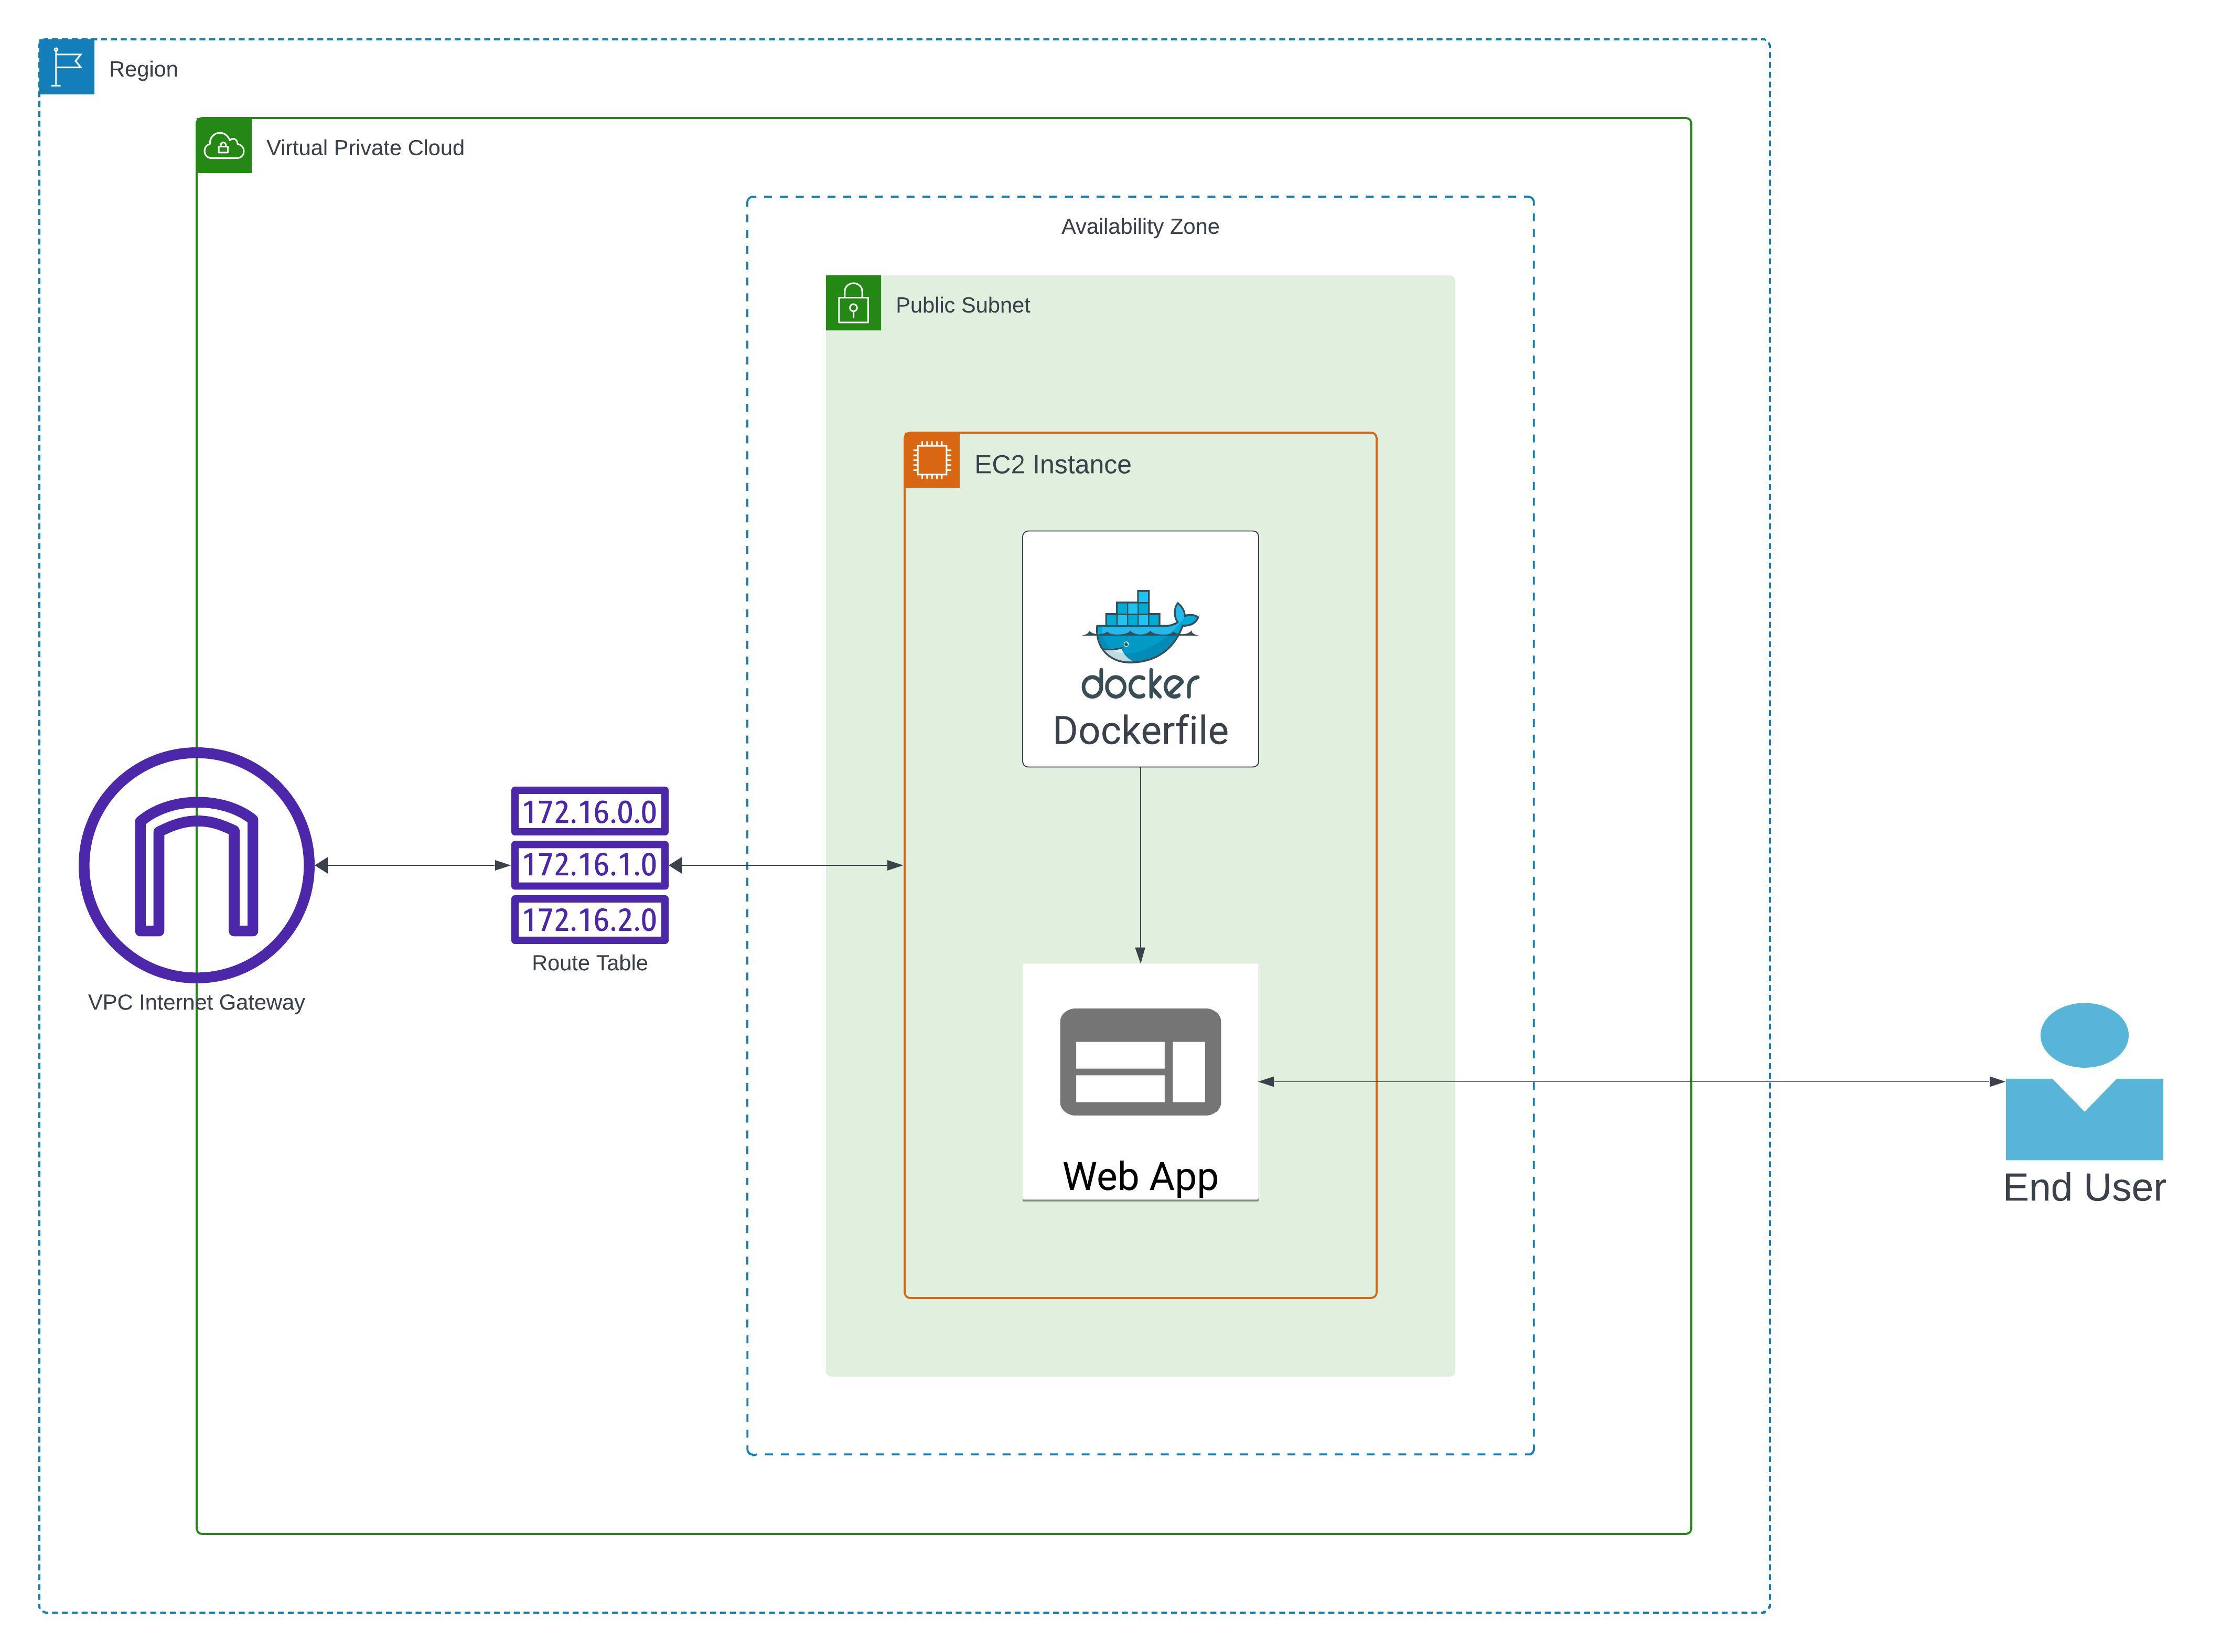 Region
Virtual Private Cloud
Availability Zone
Public Subnet
EC2 Instance
docker
Dockerfile
172.16.0.0
172.16.1.0
172.16.2.0
Route Table
VPC Internet Gateway
Web App
End User